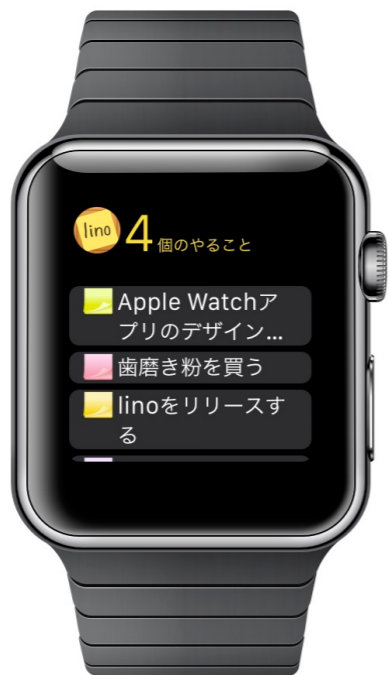 lino
4個のやること
Apple Watchア
プリのデザイン...
歯磨き粉を買う
linoをリリースす
る